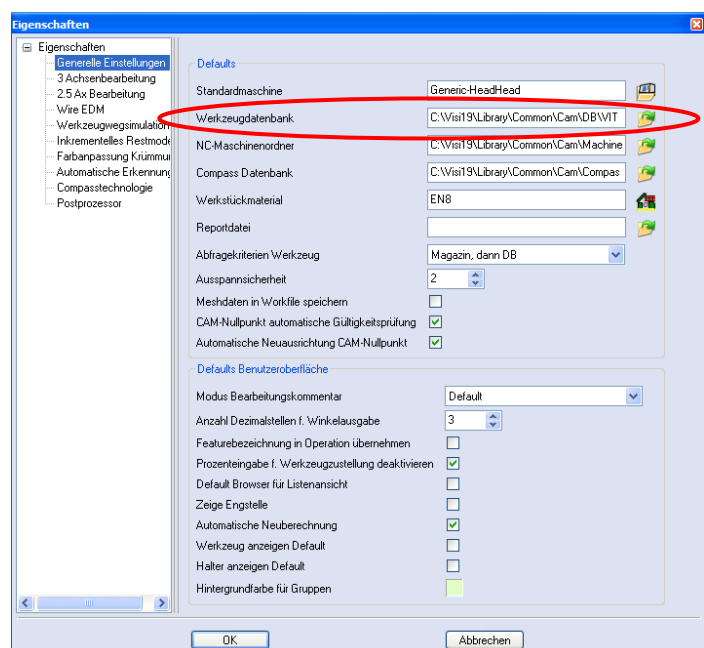 Eigenschaften
Eigenschaften
Generelle Einstellungen
3 Achsenbearbeitung
2.5 Ax Bearbeitung
Wire EDM
Werkzeugwegsimulation
Inkrementelles Restmode
Farbanpassung Krümmu
Automatische Erkennung
Compasstechnologie
Postprozessor
Defaults
Standardmaschine Generic-HeadHead
Werkzeugdatenbank C:\Visi19\Library\Common\Cam\DB\VIT
NC-Maschinenordner C:\Visi19\Library\Common\Cam\Machine
Compass Datenbank C:\Visi19\Library\Common\Cam\Compas
Werkstückmaterial EN8
Reportdatei
Abfragekriterien Werkzeug Magazin, dann DB
Ausspannsicherheit 2
Meshdaten in Workfile speichern
CAM-Nullpunkt automatische Gültigkeitsprüfung
Automatische Neuausrichtung CAM-Nullpunkt
Defaults Benutzeroberfläche
Modus Bearbeitungskommentar Default
Anzahl Dezimalstellen f. Winkelausgabe 3
Featurebezeichnung in Operation übernehmen
Prozenteingabe f. Werkzeugzustellung deaktivieren
Default Browser für Listenansicht
Zeige Engstelle
Automatische Neuberechnung
Werkzeug anzeigen Default
Halter anzeigen Default
Hintergrundfarbe für Gruppen
OK Abbrechen